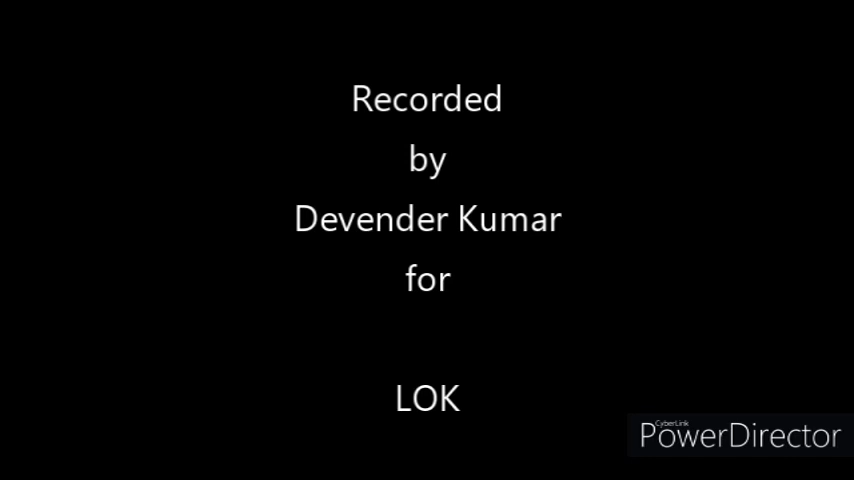 Recorded
by
Devender Kumar
for
LOK
CyberLink
PowerDirector